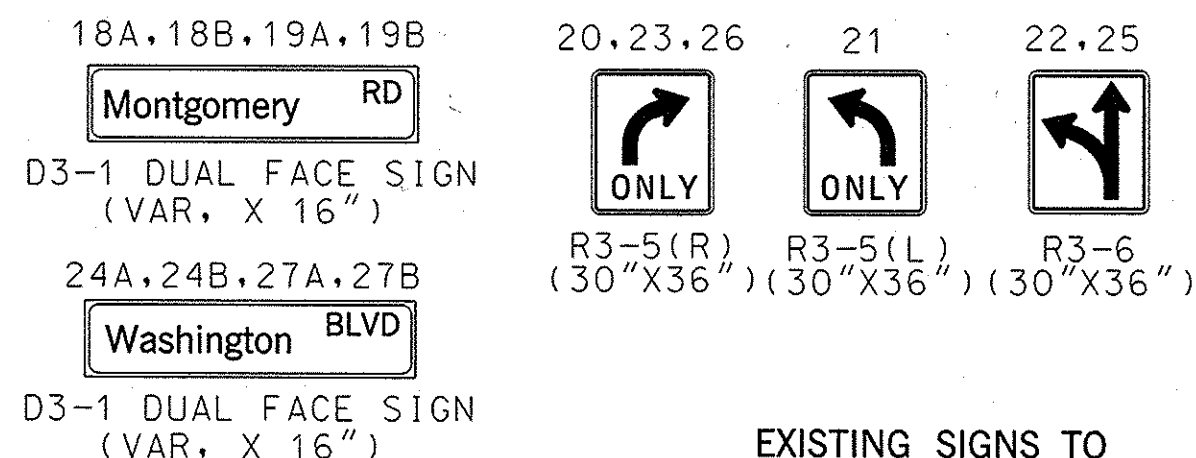 18A, 18B, 19A, 19B
Montgomery RD
D3-1 DUAL FACE SIGN
(VAR. X 16")
24A, 24B, 27A, 27B
Washington BLVD
D3-1 DUAL FACE SIGN
(VAR. X 16")
20, 23, 26
ONLY
R3-5(R)
(30"X36")
21
ONLY
R3-5(L)
(30"X36")
22, 25
R3-6
(30"X36")
EXISTING SIGNS TO